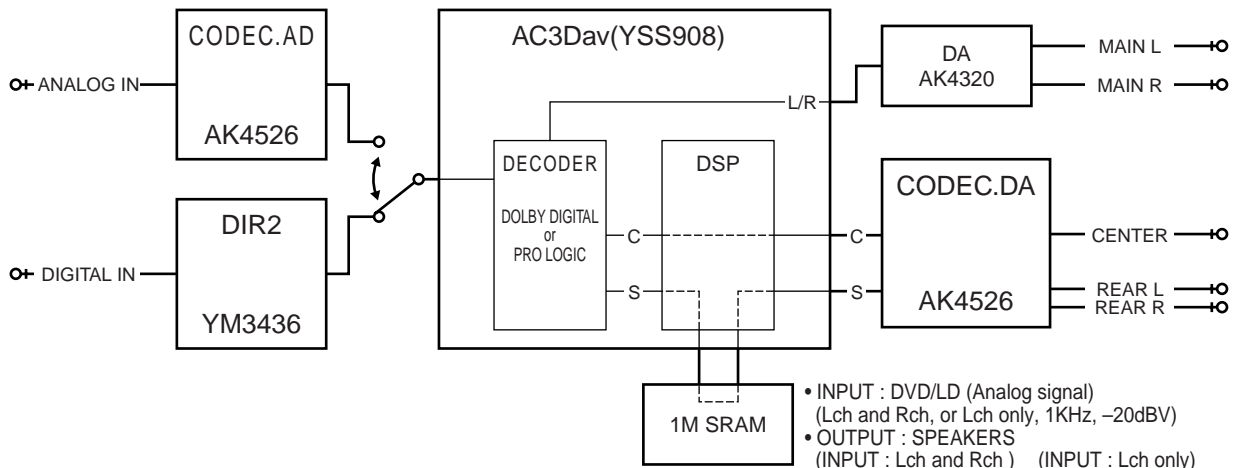 CODEC.AD
AK4526
ANALOG IN
DIR2
YM3436
DIGITAL IN
AC3Dav(YSS908)
L/R
DECODER
DOLBY DIGITAL
or
PRO LOGIC
DSP
C
S
C
S
1M SRAM
DA
AK4320
MAIN L
MAIN R
CODEC.DA
AK4526
CENTER
REAR L
REAR R
• INPUT : DVD/LD (Analog signal)
(Lch and Rch, or Lch only, 1KHz, –20dBV)
• OUTPUT : SPEAKERS
(INPUT : Lch and Rch ) (INPUT : Lch only)